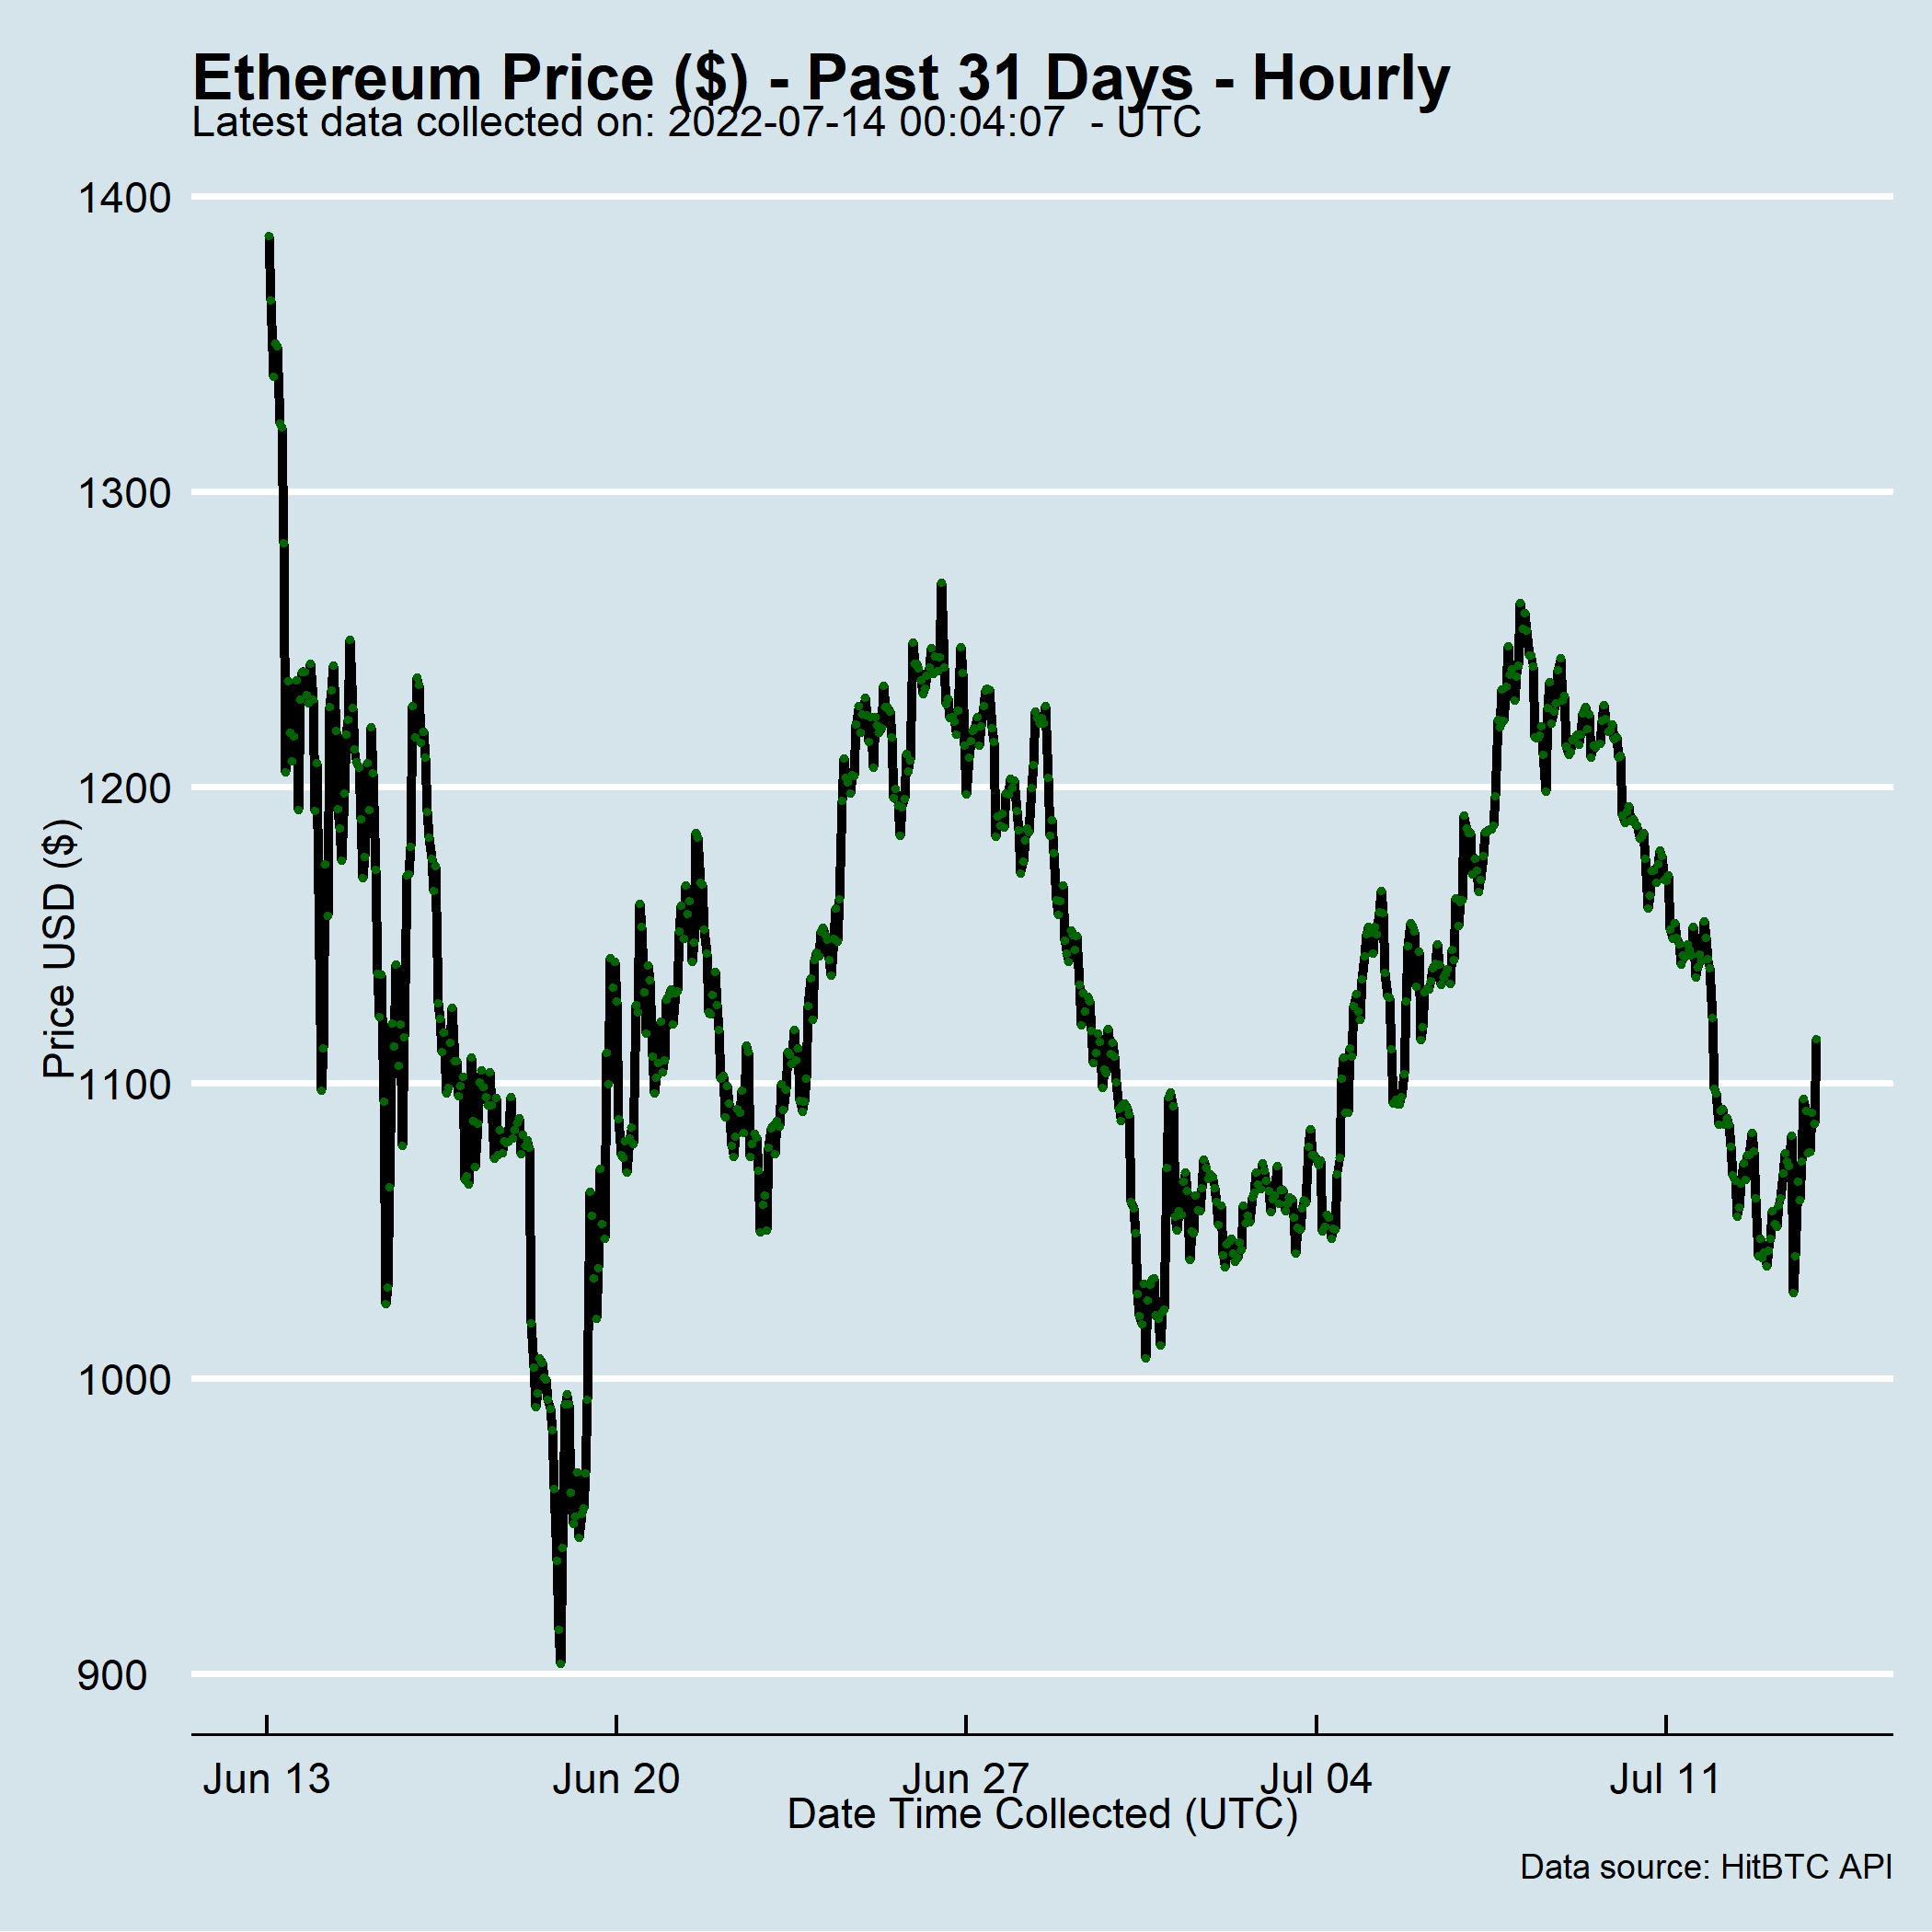 Ethereum Price ($) - Past 31 Days - Hourly
Latest data collected on: 2022-07-14 00:04:07  - UTC
1400
1300
1200
1100
1000
900
Price USD ($)
Jun 13
Jun 20
Jun 27
Jul 04
Jul 11
Date Time Collected (UTC)
Data source: HitBTC API